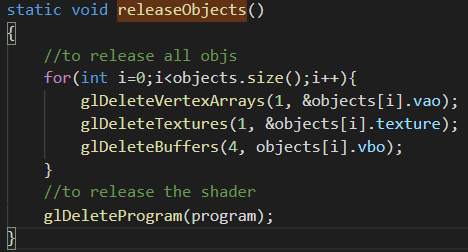 static void releaseObjects()
{
    //to release all objs
    for(int i=0;i<objects.size();i++){
        glDeleteVertexArrays(1, &objects[i].vao);
        glDeleteTextures(1, &objects[i].texture);
        glDeleteBuffers(4, objects[i].vbo);
    }
    //to release the shader
    glDeleteProgram(program);
}